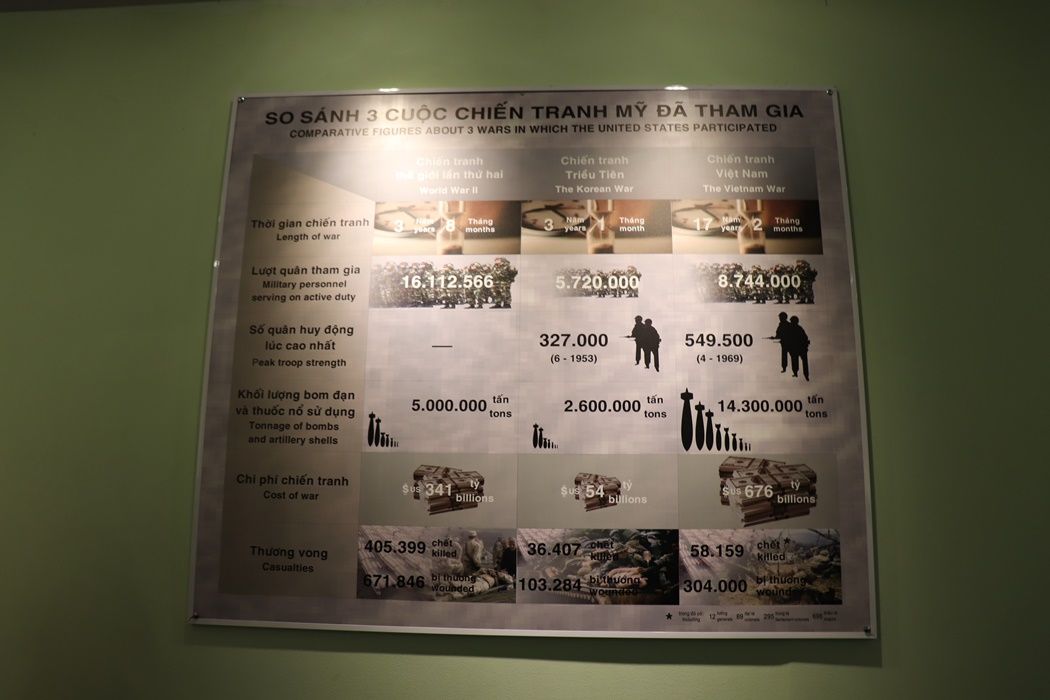 SO SÁNH 3 CUỘC CHIẾN TRANH MỸ ĐÃ THAM GIA
COMPARATIVE FIGURES ABOUT 3 WARS IN WHICH THE UNITED STATES PARTICIPATED
Chiến tranh
thế giới lần thứ hai
World War II
Chiến tranh
Triều Tiên
The Korean War
Chiến tranh
Việt Nam
The Vietnam War
Thời gian chiến tranh
Length of war
3 Năm years 8 Tháng months
3 Năm years 1 Tháng month
17 Năm years 2 Tháng months
Lượt quân tham gia
Military personnel
serving on active duty
16.112.566
5.720.000
8.744.000
Số quân huy động
lúc cao nhất
Peak troop strength
—
327.000
(6 - 1953)
549.500
(4 - 1969)
Khối lượng bom đạn
và thuốc nổ sử dụng
Tonnage of bombs
and artillery shells
5.000.000 tấn tons
2.600.000 tấn tons
14.300.000 tấn tons
Chi phí chiến tranh
Cost of war
$US 341 tỷ billions
$US 54 tỷ billions
$US 676 tỷ billions
Thương vong
Casualties
405.399 chết killed
671.846 bị thương wounded
36.407 chết killed
103.284 bị thương wounded
58.159 chết * killed
304.000 bị thương wounded
* trong đó có: including
12 tướng generals